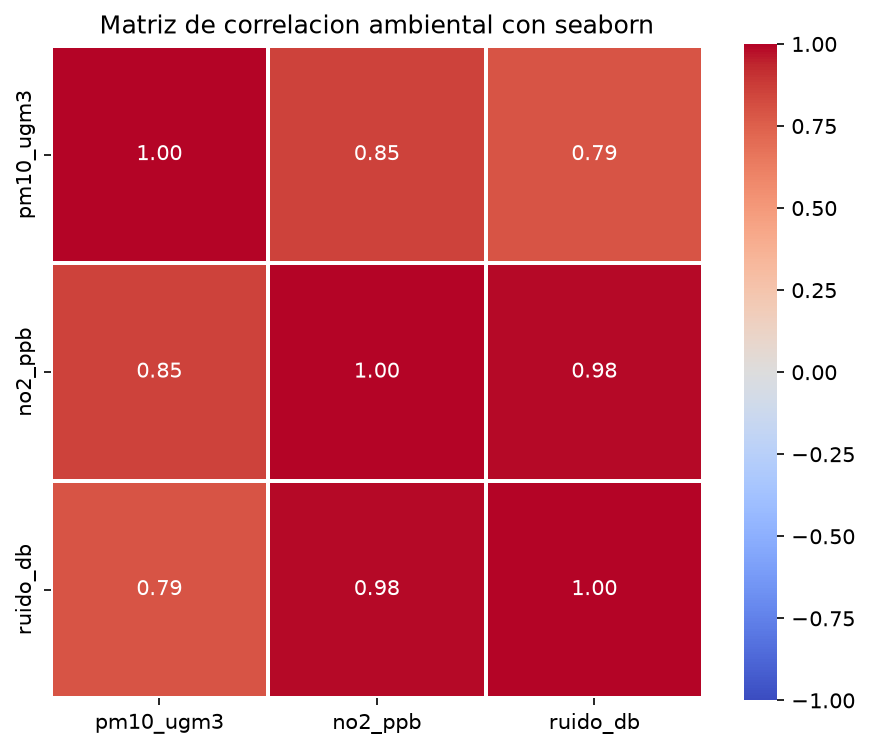 Matriz de correlacion ambiental con seaborn
pm10_ugm3
1.00
0.85
0.79
no2_ppb
0.85
1.00
0.98
ruido_db
0.79
0.98
1.00
pm10_ugm3
no2_ppb
ruido_db
1.00
0.75
0.50
0.25
0.00
−0.25
−0.50
−0.75
−1.00